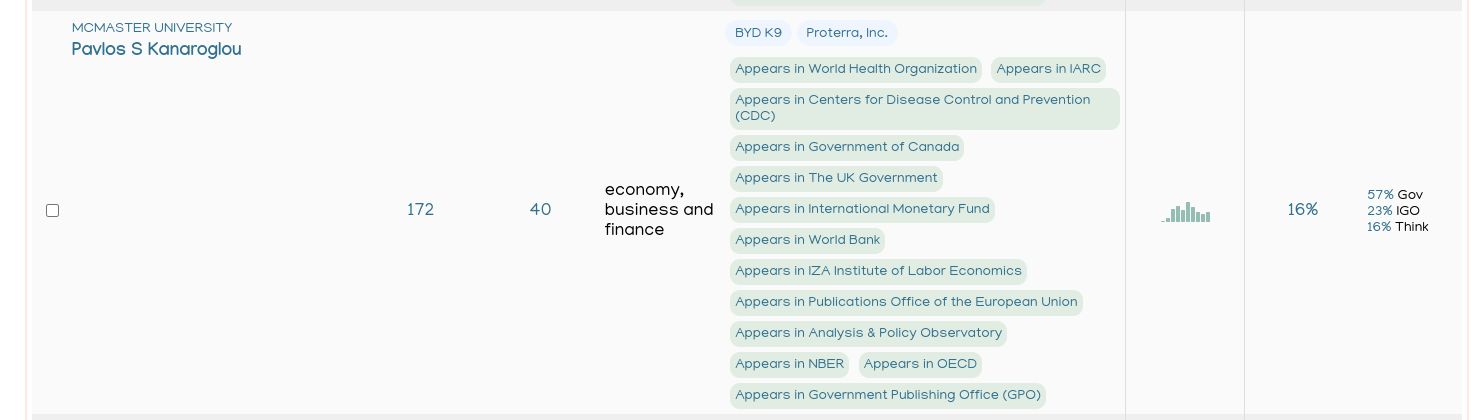 MCMASTER UNIVERSITY
Pavlos S Kanaroglou
172
40
economy,
business and
finance
BYD K9 Proterra, Inc.
Appears in World Health Organization Appears in IARC
Appears in Centers for Disease Control and Prevention
(CDC)
Appears in Government of Canada
Appears in The UK Government
Appears in International Monetary Fund
Appears in World Bank
Appears in IZA Institute of Labor Economics
Appears in Publications Office of the European Union
Appears in Analysis & Policy Observatory
Appears in NBER Appears in OECD
Appears in Government Publishing Office (GPO)
16%
57% Gov
23% IGO
16% Think